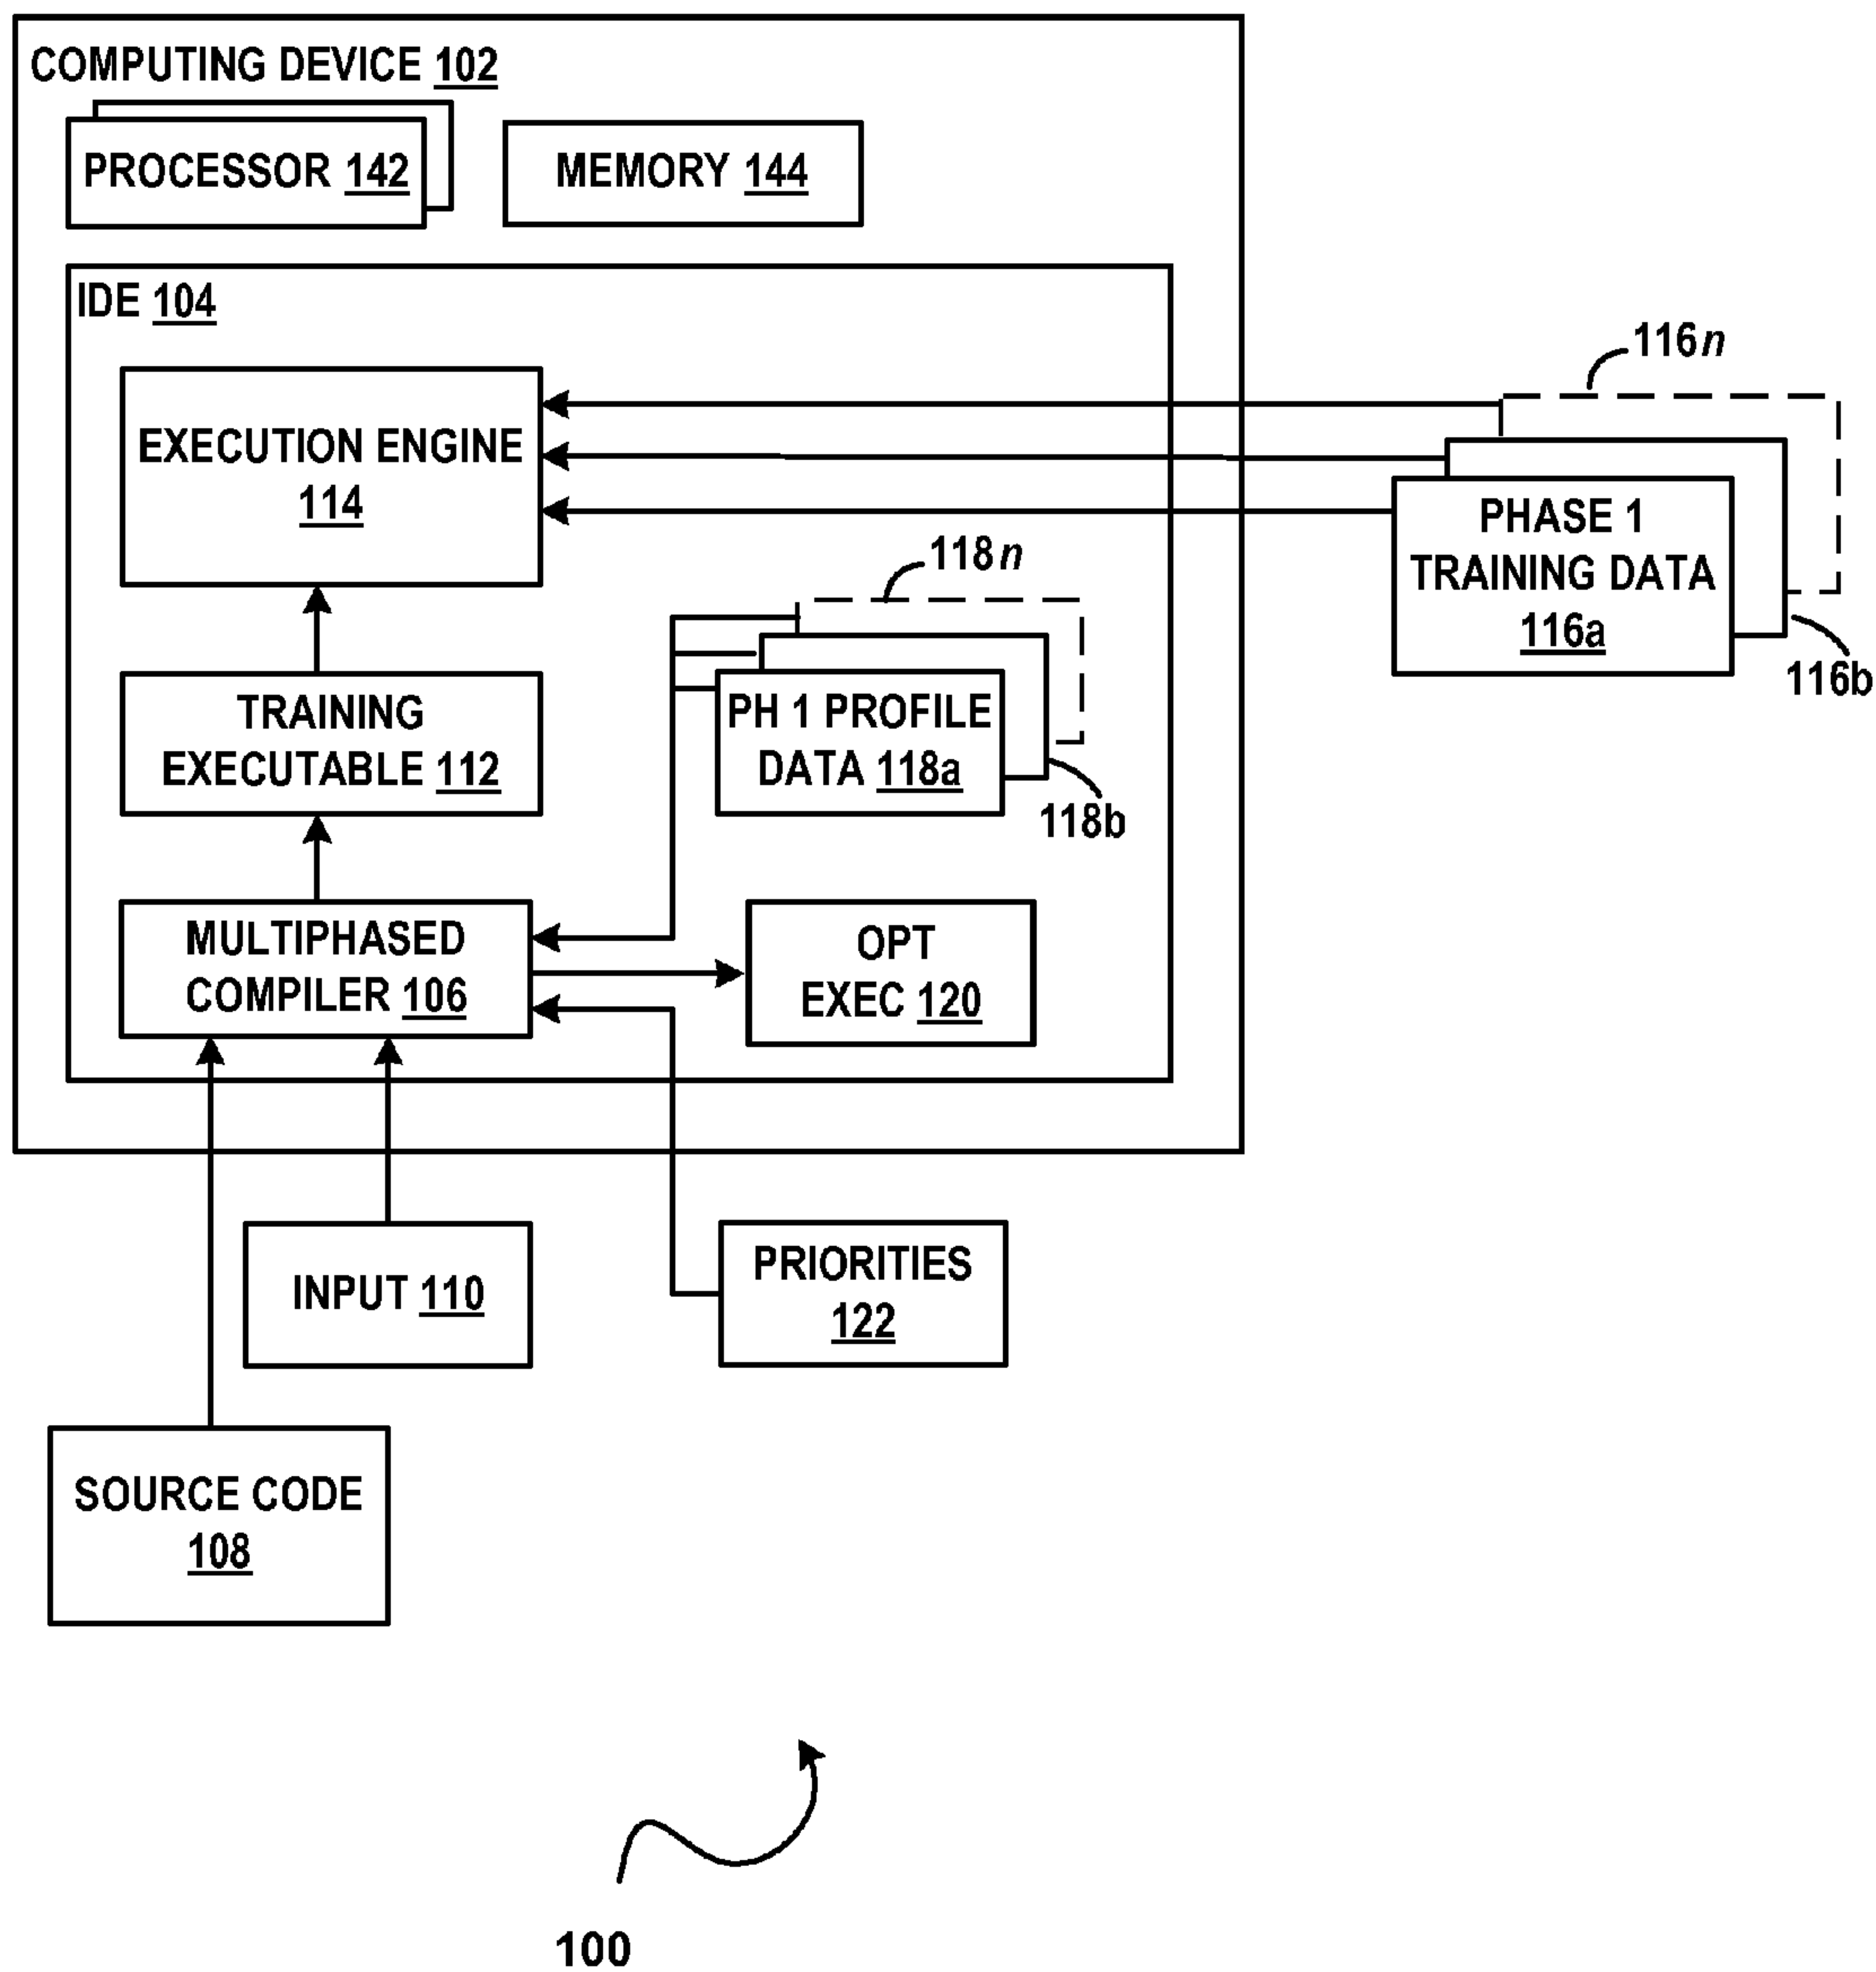 COMPUTING DEVICE 102
PROCESSOR 142
MEMORY 144
IDE 104
EXECUTION ENGINE
114
116n
PHASE 1
TRAINING DATA
116a
116b
118n
PH 1 PROFILE
DATA 118a
118b
TRAINING
EXECUTABLE 112
MULTIPHASED
COMPILER 106
OPT
EXEC 120
INPUT 110
PRIORITIES
122
SOURCE CODE
108
100